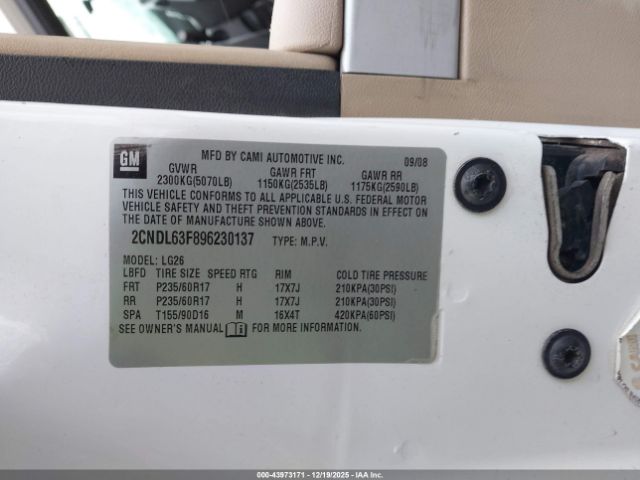 GM
MFD BY CAMI AUTOMOTIVE INC. 09/08
GVWR GAWR FRT GAWR RR
2300KG(5070LB) 1150KG(2535LB) 1175KG(2590LB)
THIS VEHICLE CONFORMS TO ALL APPLICABLE U.S. FEDERAL MOTOR
VEHICLE SAFETY AND THEFT PREVENTION STANDARDS IN EFFECT ON
THE DATE OF MANUFACTURE SHOWN ABOVE.
2CNDL63F896230137 TYPE: M.P.V.
MODEL: LG26
LBFD TIRE SIZE SPEED RTG RIM COLD TIRE PRESSURE
FRT P235/60R17 H 17X7J 210KPA(30PSI)
RR P235/60R17 H 17X7J 210KPA(30PSI)
SPA T155/90D16 M 16X4T 420KPA(60PSI)
SEE OWNER'S MANUAL FOR MORE INFORMATION.
000-43973171 - 12/19/2025 - IAAI.COM